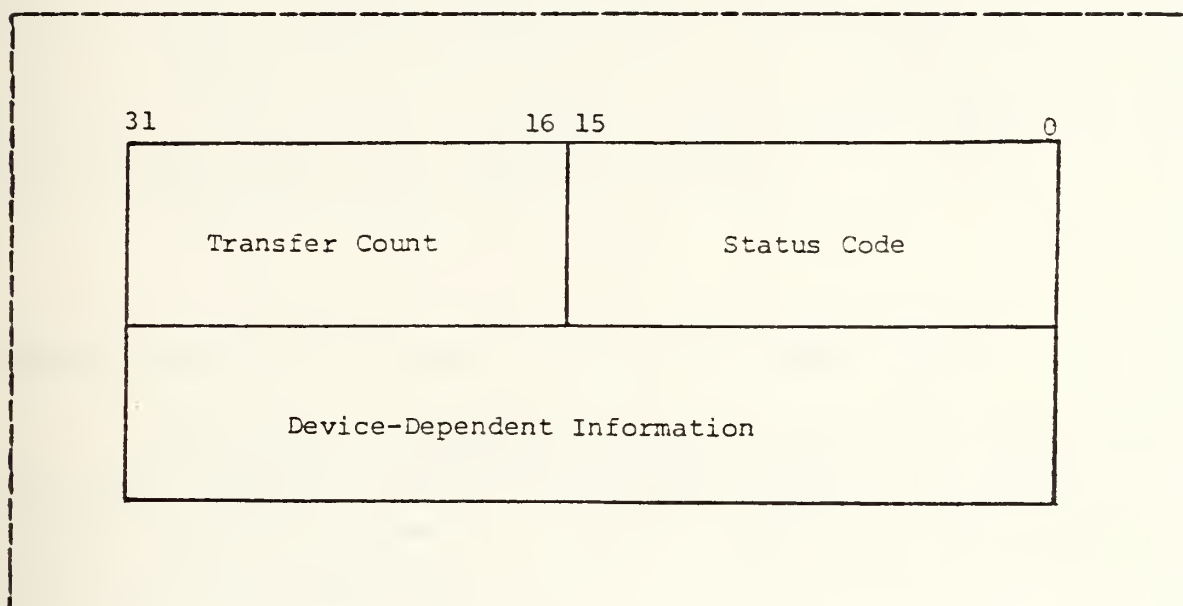 31 16 15 0
Transfer Count Status Code
Device-Dependent Information